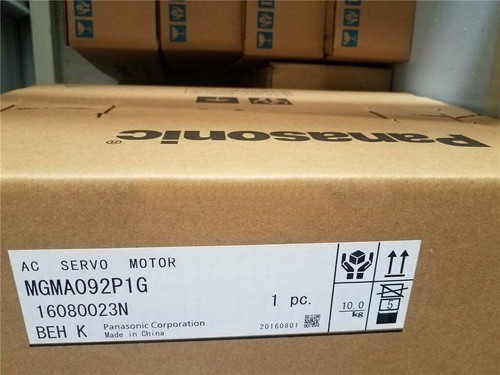 Panasonic®
AC SERVO MOTOR
MGMA092P1G
16080023N
1 pc.
BEH K Panasonic Corporation
Made in China
20160801
10.0
kg
5